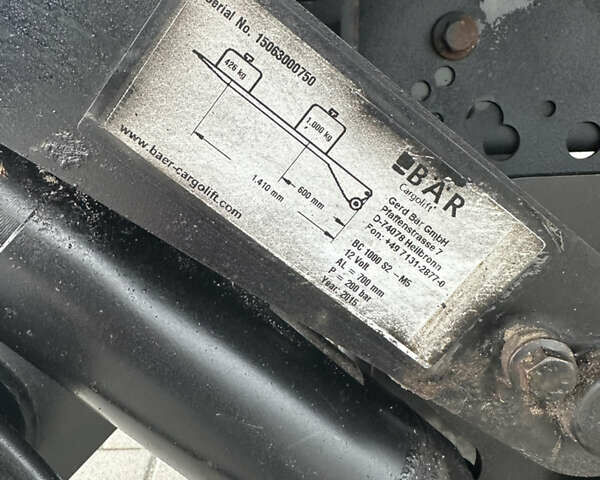 Serial No. 15063000750
426 kg
1.000 kg
600 mm
1.410 mm
www.baer-cargolift.com
BÄR
Cargolift
Gerd Bär GmbH
Pfaffenstrasse 7
D-74078 Heilbronn
Fon: +49 7131-2877-0
BC 1000 S2 -M5
12 Volt
AL = 700 mm
P = 200 bar
Year: 2015